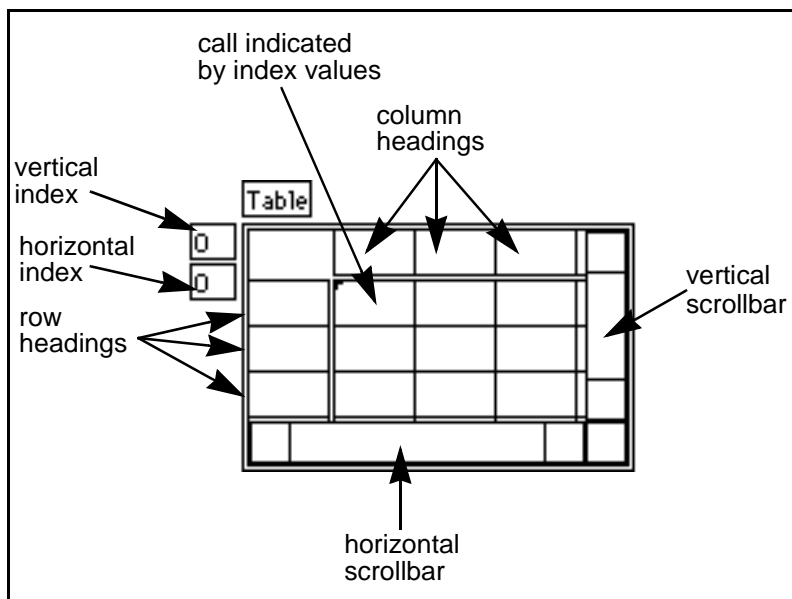 call indicated
by index values
column
headings
vertical
index
Table
0
horizontal
index
0
row
headings
vertical
scrollbar
horizontal
scrollbar